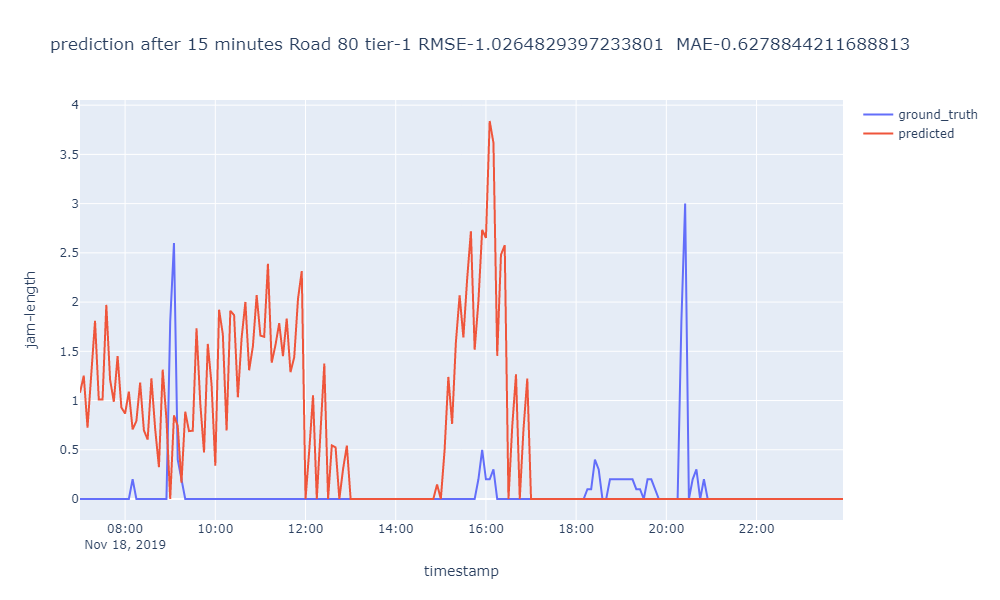 prediction after 15 minutes Road 80 tier-1 RMSE-1.0264829397233801  MAE-0.6278844211688813
ground_truth
predicted
jam-length
4
3.5
3
2.5
2
1.5
1
0.5
0
08:00 10:00 12:00 14:00 16:00 18:00 20:00 22:00
Nov 18, 2019
timestamp